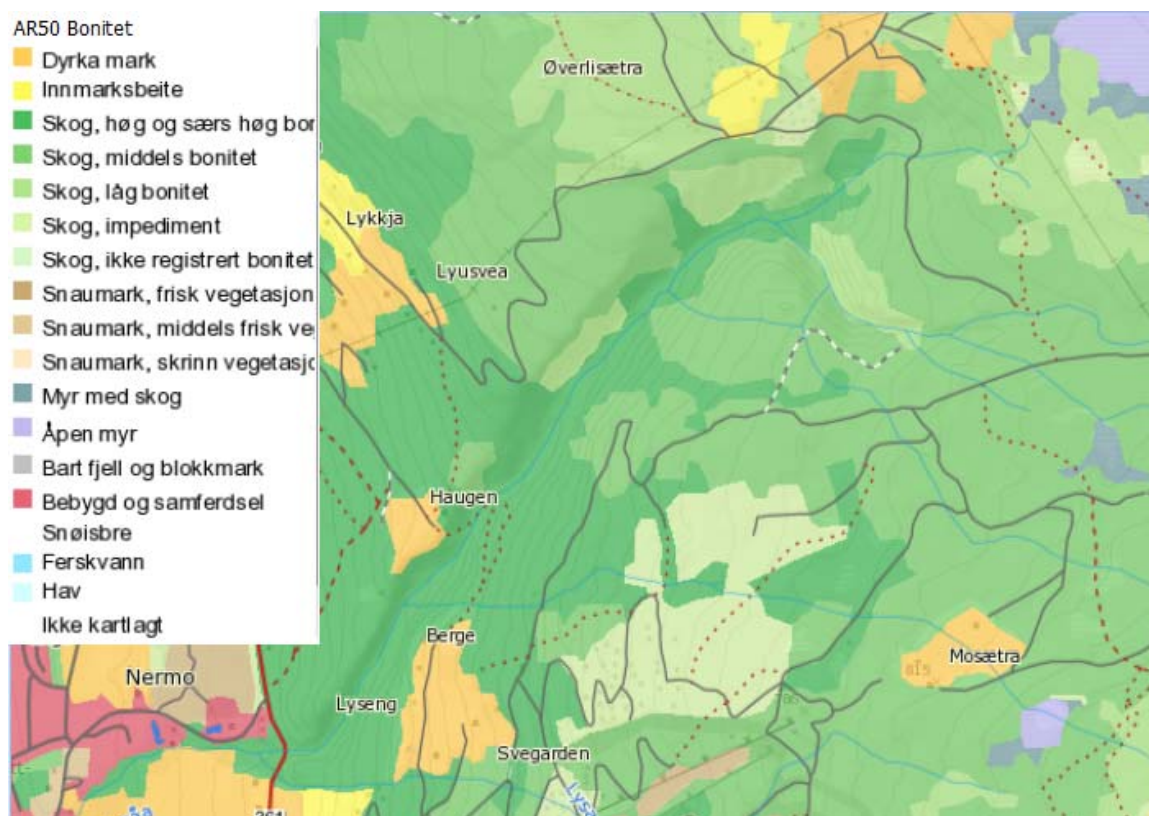 AR50 Bonitet
Dyrka mark
Innmarksbeite
Skog, høg og særs høg bor
Skog, middels bonitet
Skog, låg bonitet
Skog, impediment
Skog, ikke registrert bonitet
Snaumark, frisk vegetasjon
Snaumark, middels frisk ve
Snaumark, skrinn vegetasjo
Myr med skog
Åpen myr
Bart fjell og blokkmark
Bebygd og samferdsel
Snøisbre
Ferskvann
Hav
Ikke kartlagt
Øverlisætra
Lykkja
Lyusvea
Haugen
Berge
Mosætra
Nermo
Lyseng
Svegarden
Lysa
361